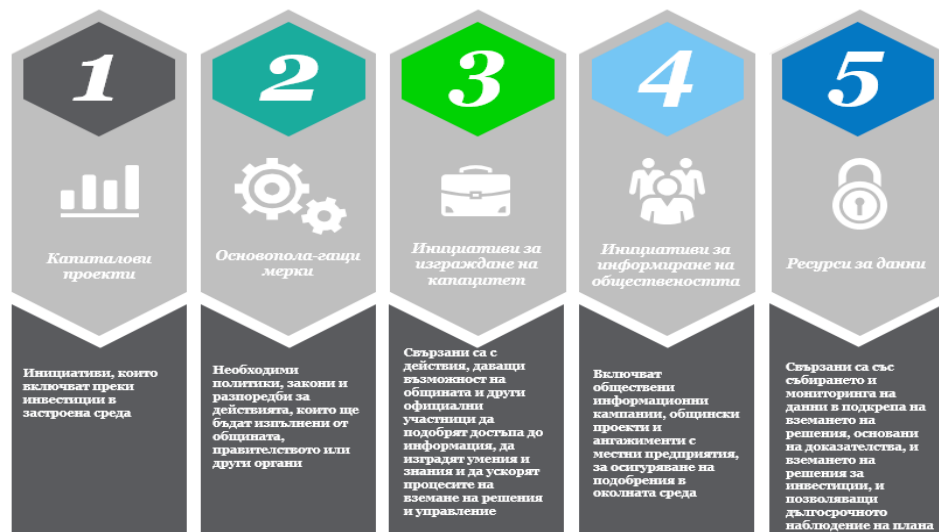 1
Капиталови
проекти
Инициативи, които
включват преки
инвестиции в
застроена среда
2
Основопола-гащи
мерки
Необходими
политики, закони и
разпоредби за
действията, които ще
бъдат изпълнени от
общината,
правителството или
други органи
3
Инициативи за
изграждане на
капацитет
Свързани са с
действия, даващи
възможност на
общината и други
официални
участници да
подобрят достъпа до
информация, да
изградят умения и
знания и да ускорят
процесите на
вземане на решения
и управление
4
Инициативи за
информиране на
обществеността
Включват
обществени
информационни
кампании, общински
проекти и
ангажименти с
местни предприятия,
за осигуряване на
подобрения в
околната среда
5
Ресурси за данни
Свързани са със
събирането и
мониторинга на
данни в подкрепа на
вземането на
решения, основани
на доказателства, и
вземането на
решения за
инвестиции, и
позволяващи
дългосрочното
наблюдение на плана